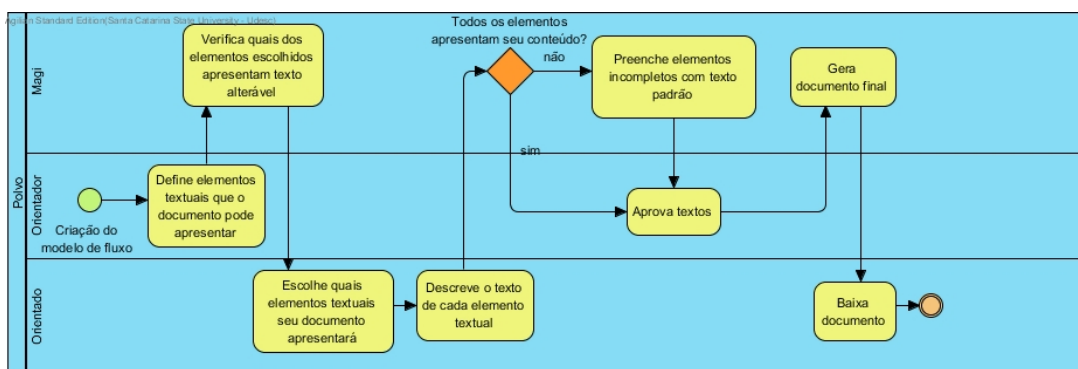 Agilian Standard Edition(Santa Catarina State University - Udesc)
Polvo
Magi
Verifica quais dos
elementos escolhidos
apresentam texto
alterável
Todos os elementos
apresentam seu conteúdo?
não
sim
Preenche elementos
incompletos com texto
padrão
Gera
documento final
Orientador
Criação do
modelo de fluxo
Define elementos
textuais que o
documento pode
apresentar
Aprova textos
Orientado
Escolhe quais
elementos textuais
seu documento
apresentará
Descreve o texto
de cada elemento
textual
Baixa
documento